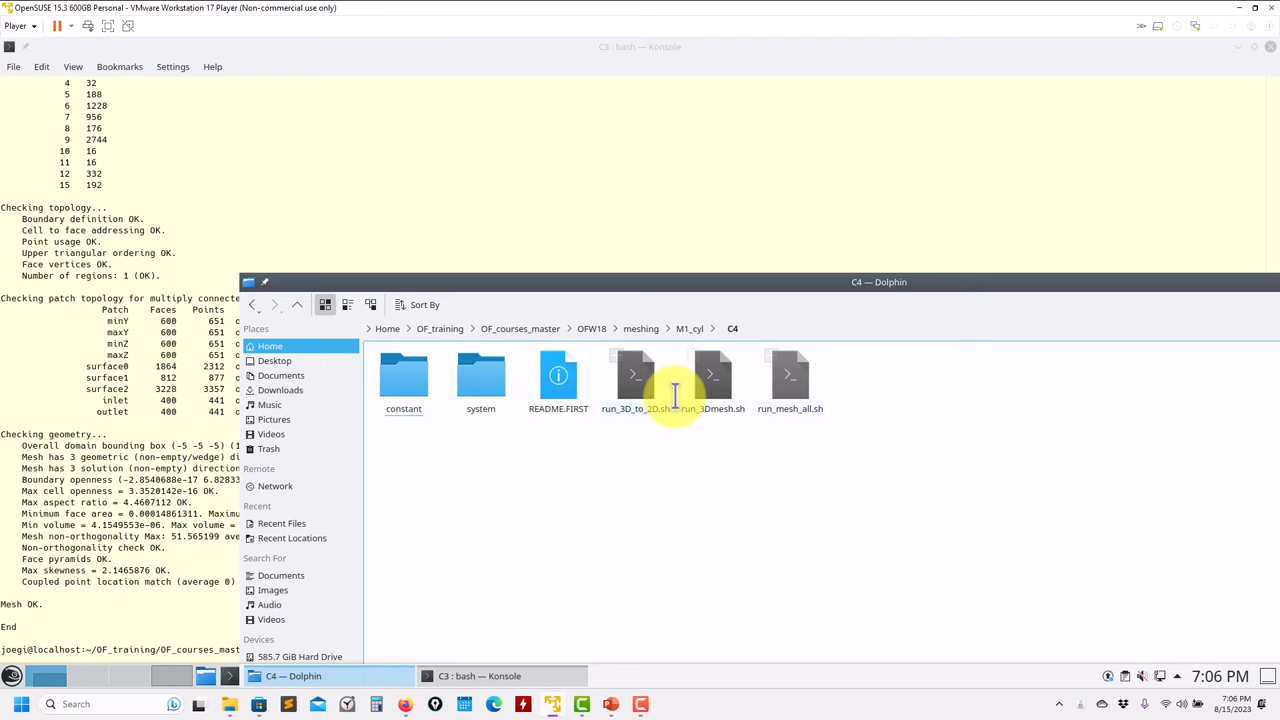 OpenSUSE 15.3 600GB Personal - VMware Workstation 17 Player (Non-commercial use only)
Player
C3 : bash — Konsole
File Edit View Bookmarks Settings Help
4 32
5 188
6 1228
7 956
8 176
9 2744
10 16
11 16
12 332
15 192
Checking topology...
Boundary definition OK.
Cell to face addressing OK.
Point usage OK.
Upper triangular ordering OK.
Face vertices OK.
Number of regions: 1 (OK).
Checking patch topology for multiply connecte
Patch Faces Points
minY 600 651
maxY 600 651
minZ 600 651
maxZ 600 651
surface0 1864 2312
surface1 812 877
surface2 3228 3357
inlet 400 441
outlet 400 441
Checking geometry...
Overall domain bounding box (-5 -5 -5) (1
Mesh has 3 geometric (non-empty/wedge) di
Mesh has 3 solution (non-empty) direction
Boundary openness (-2.8540868e-17 6.82833
Max cell openness = 3.3520142e-16 OK.
Max aspect ratio = 4.4607112 OK.
Minimum face area = 0.00014861311. Maximu
Min volume = 4.1549553e-06. Max volume =
Mesh non-orthogonality Max: 51.565199 ave
Non-orthogonality check OK.
Face pyramids OK.
Max skewness = 2.1465876 OK.
Coupled point location match (average 0)
Mesh OK.
End
joegi@localhost:~/OF_training/OF_courses_mast
C4 — Dolphin
Sort By
Places
Home
Desktop
Documents
Downloads
Music
Pictures
Videos
Trash
Remote
Network
Recent
Recent Files
Recent Locations
Search For
Documents
Images
Audio
Videos
Devices
585.7 GiB Hard Drive
Home OF_training OF_courses_master OFW18 meshing M1_cyl C4
constant system README.FIRST run_3D_to_2D.sh run_3Dmesh.sh run_mesh_all.sh
C4 — Dolphin
C3 : bash — Konsole
7:06 PM
Search
7:06 PM
8/15/2023